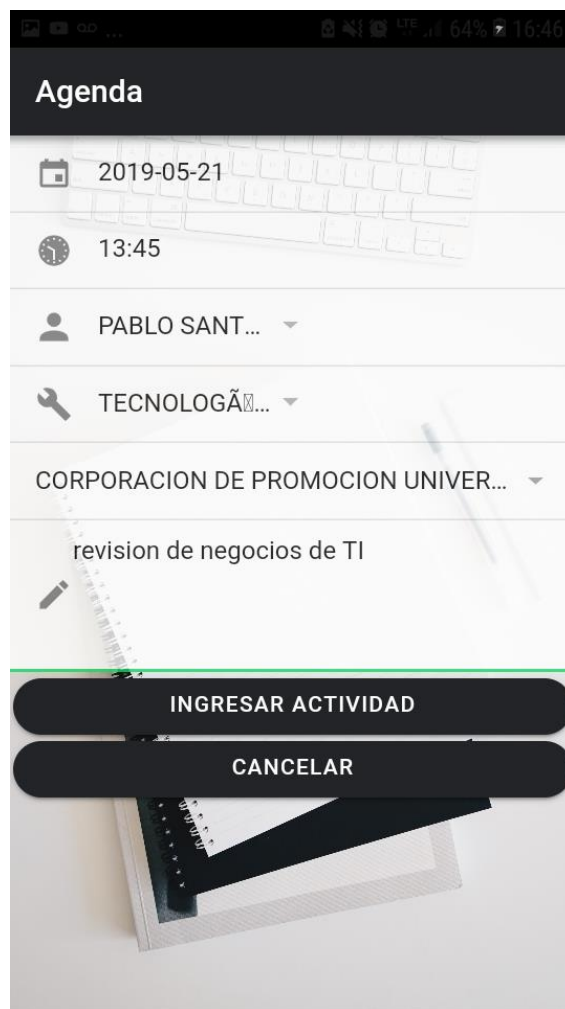 ... LTE 64% 16:46
Agenda
2019-05-21
13:45
PABLO SANT...
TECNOLOGÃ...
CORPORACION DE PROMOCION UNIVER...
revision de negocios de TI
INGRESAR ACTIVIDAD
CANCELAR